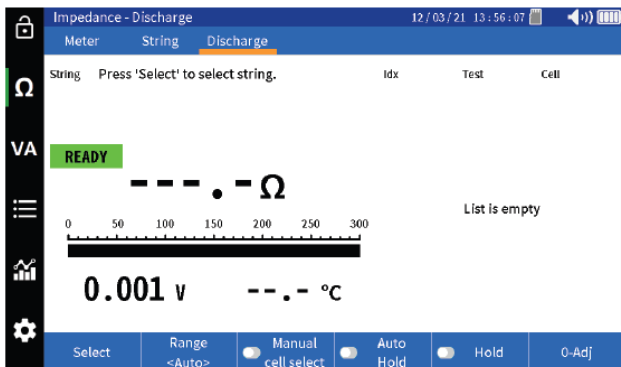 Impedance - Discharge 12/03/21 13:56:07
Meter String Discharge
String Press 'Select' to select string. Idx Test Cell
Ω
VA
READY
---.-Ω
List is empty
0 50 100 150 200 250 300
0.001 V --.- °C
Select Range <Auto> Manual cell select Auto Hold Hold 0-Adj